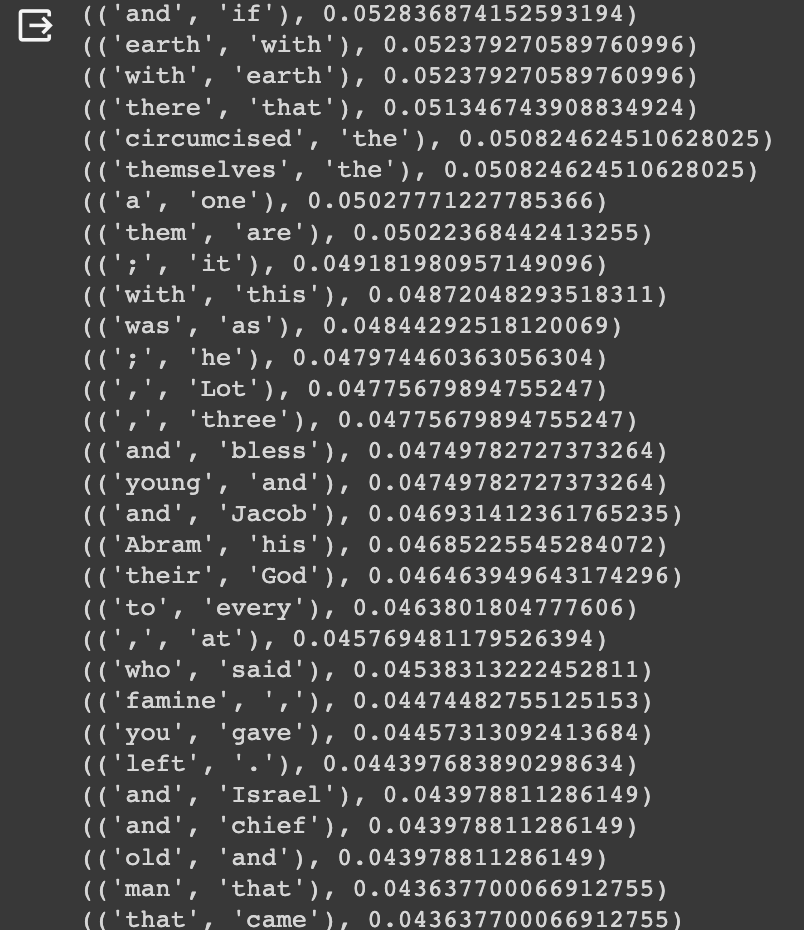 (('and', 'if'), 0.052836874152593194)
(('earth', 'with'), 0.052379270589760996)
(('with', 'earth'), 0.052379270589760996)
(('there', 'that'), 0.051346743908834924)
(('circumcised', 'the'), 0.050824624510628025)
(('themselves', 'the'), 0.050824624510628025)
(('a', 'one'), 0.05027771227785366)
(('them', 'are'), 0.05022368442413255)
((';', 'it'), 0.049181980957149096)
(('with', 'this'), 0.04872048293518311)
(('was', 'as'), 0.04844292518120069)
((';', 'he'), 0.047974460363056304)
((',', 'Lot'), 0.04775679894755247)
((',', 'three'), 0.04775679894755247)
(('and', 'bless'), 0.04749782727373264)
(('young', 'and'), 0.04749782727373264)
(('and', 'Jacob'), 0.046931412361765235)
(('Abram', 'his'), 0.04685225545284072)
(('their', 'God'), 0.046463949643174296)
(('to', 'every'), 0.0463801804777606)
((',', 'at'), 0.045769481179526394)
(('who', 'said'), 0.04538313222452811)
(('famine', ','), 0.04474482755125153)
(('you', 'gave'), 0.04457313092413684)
(('left', '.'), 0.044397683890298634)
(('and', 'Israel'), 0.043978811286149)
(('and', 'chief'), 0.043978811286149)
(('old', 'and'), 0.043978811286149)
(('man', 'that'), 0.043637700066912755)
(('that', 'came'), 0.043637700066912755)